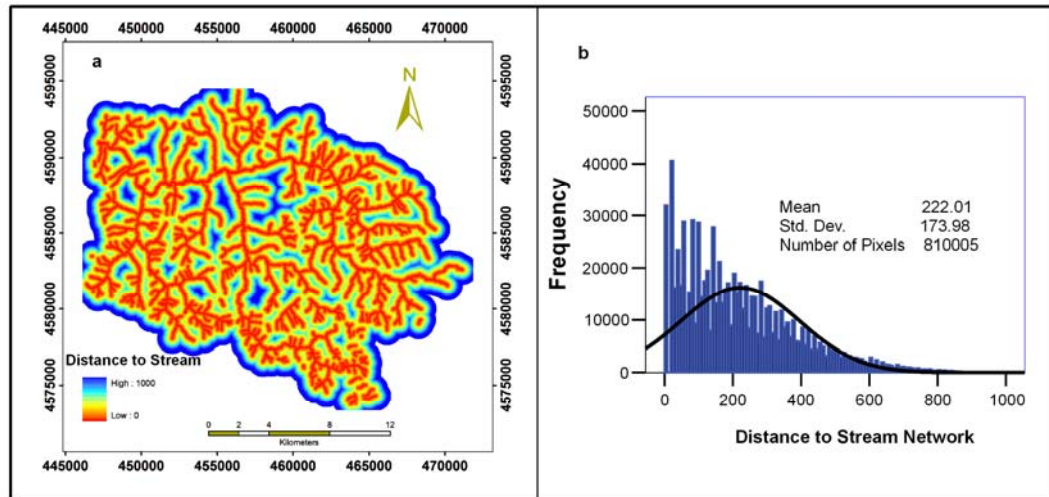 445000 450000 455000 460000 465000 470000
a
N
4595000
4590000
4585000
4580000
4575000
4595000
4590000
4585000
4580000
4575000
Distance to Stream
High : 1000
Low : 0
0 2 4 8 12
Kilometers
445000 450000 455000 460000 465000 470000
b
50000
40000
30000
20000
10000
0
Frequency
Mean 222.01
Std. Dev. 173.98
Number of Pixels 810005
0 200 400 600 800 1000
Distance to Stream Network